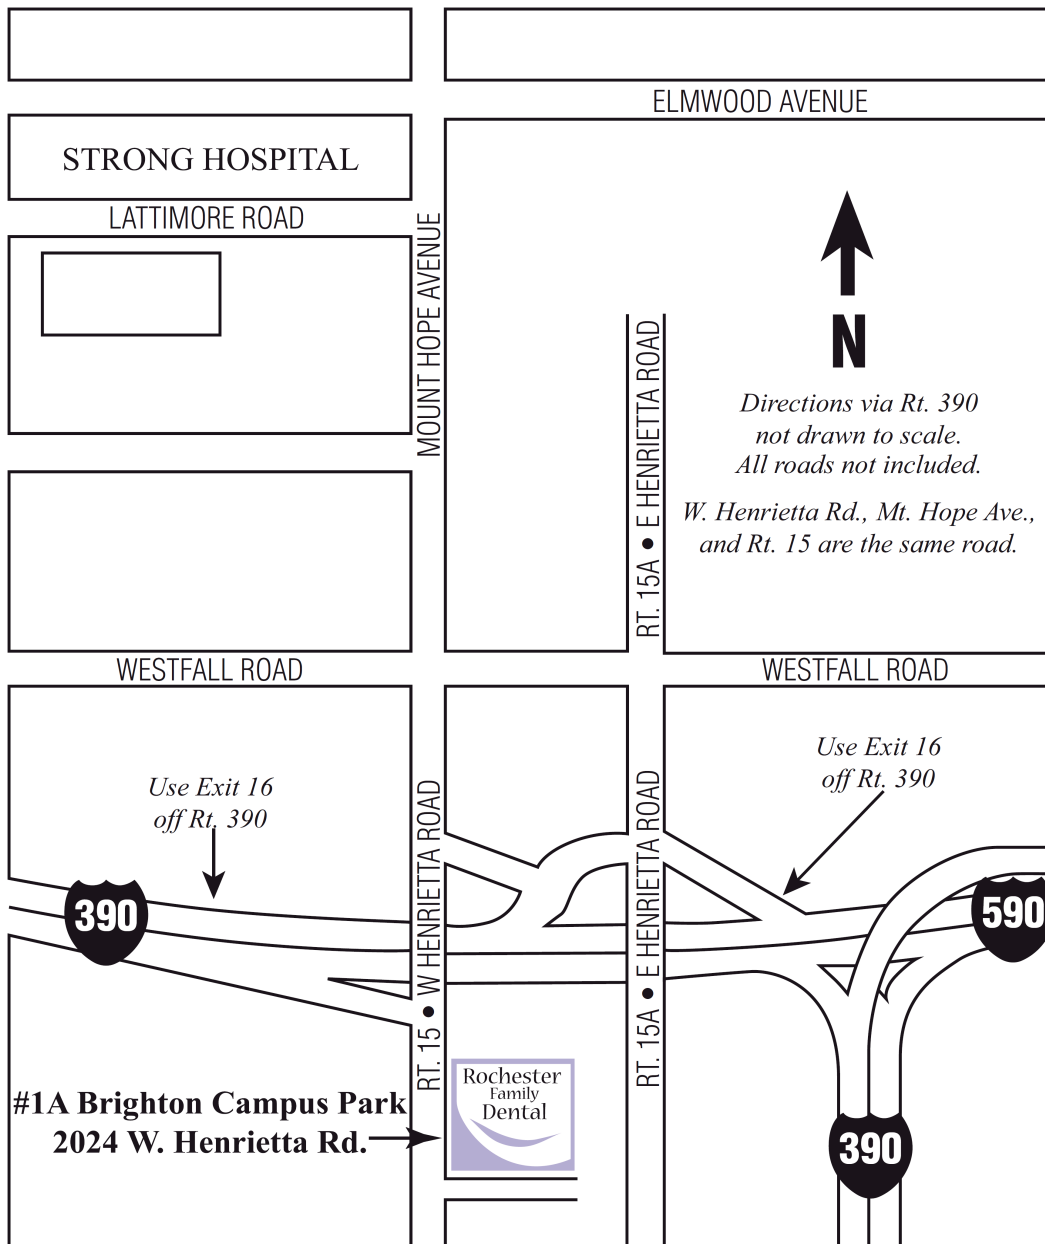 ELMWOOD AVENUE
STRONG HOSPITAL
LATTIMORE ROAD
MOUNT HOPE AVENUE
RT. 15A • E HENRIETTA ROAD
N
Directions via Rt. 390
not drawn to scale.
All roads not included.
W. Henrietta Rd., Mt. Hope Ave.,
and Rt. 15 are the same road.
WESTFALL ROAD
WESTFALL ROAD
Use Exit 16
off Rt. 390
Use Exit 16
off Rt. 390
RT. 15 • W HENRIETTA ROAD
RT. 15A • E HENRIETTA ROAD
390
590
Rochester
Family
Dental
#1A Brighton Campus Park
2024 W. Henrietta Rd.
390